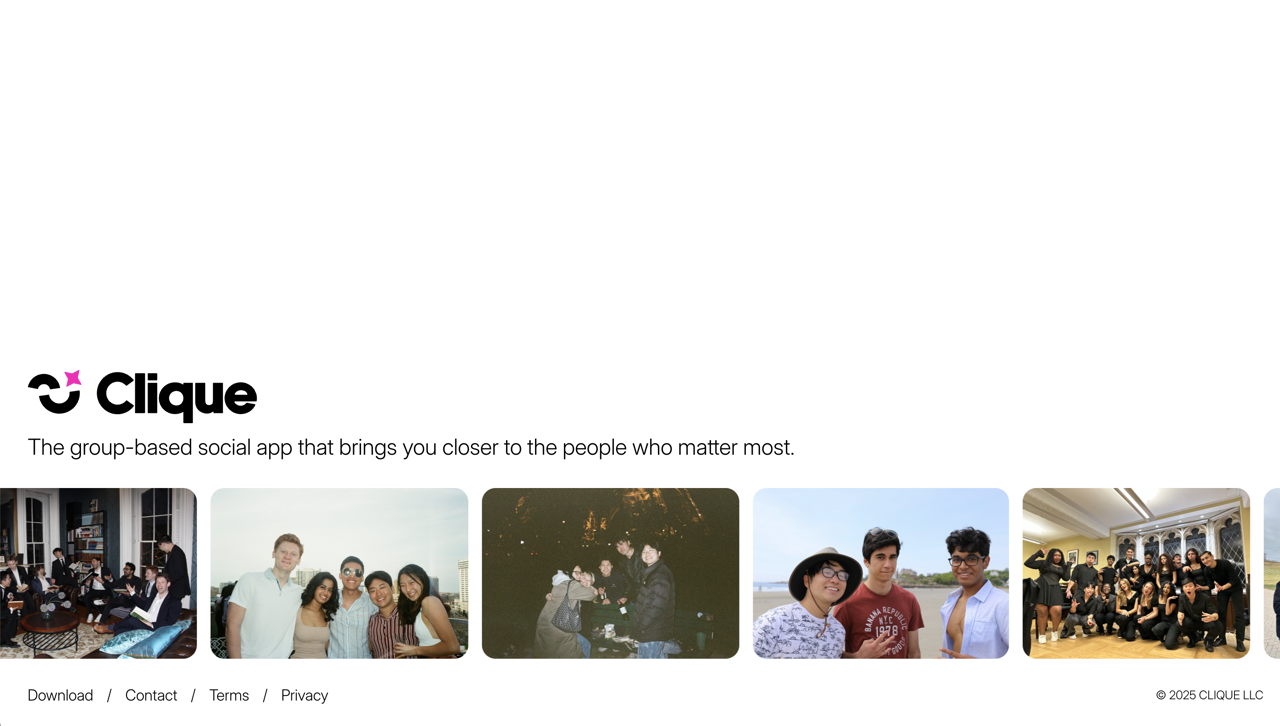 Clique
The group-based social app that brings you closer to the people who matter most.
BANANA REPUBLIC
NYC
1978
Download / Contact / Terms / Privacy
© 2025 CLIQUE LLC